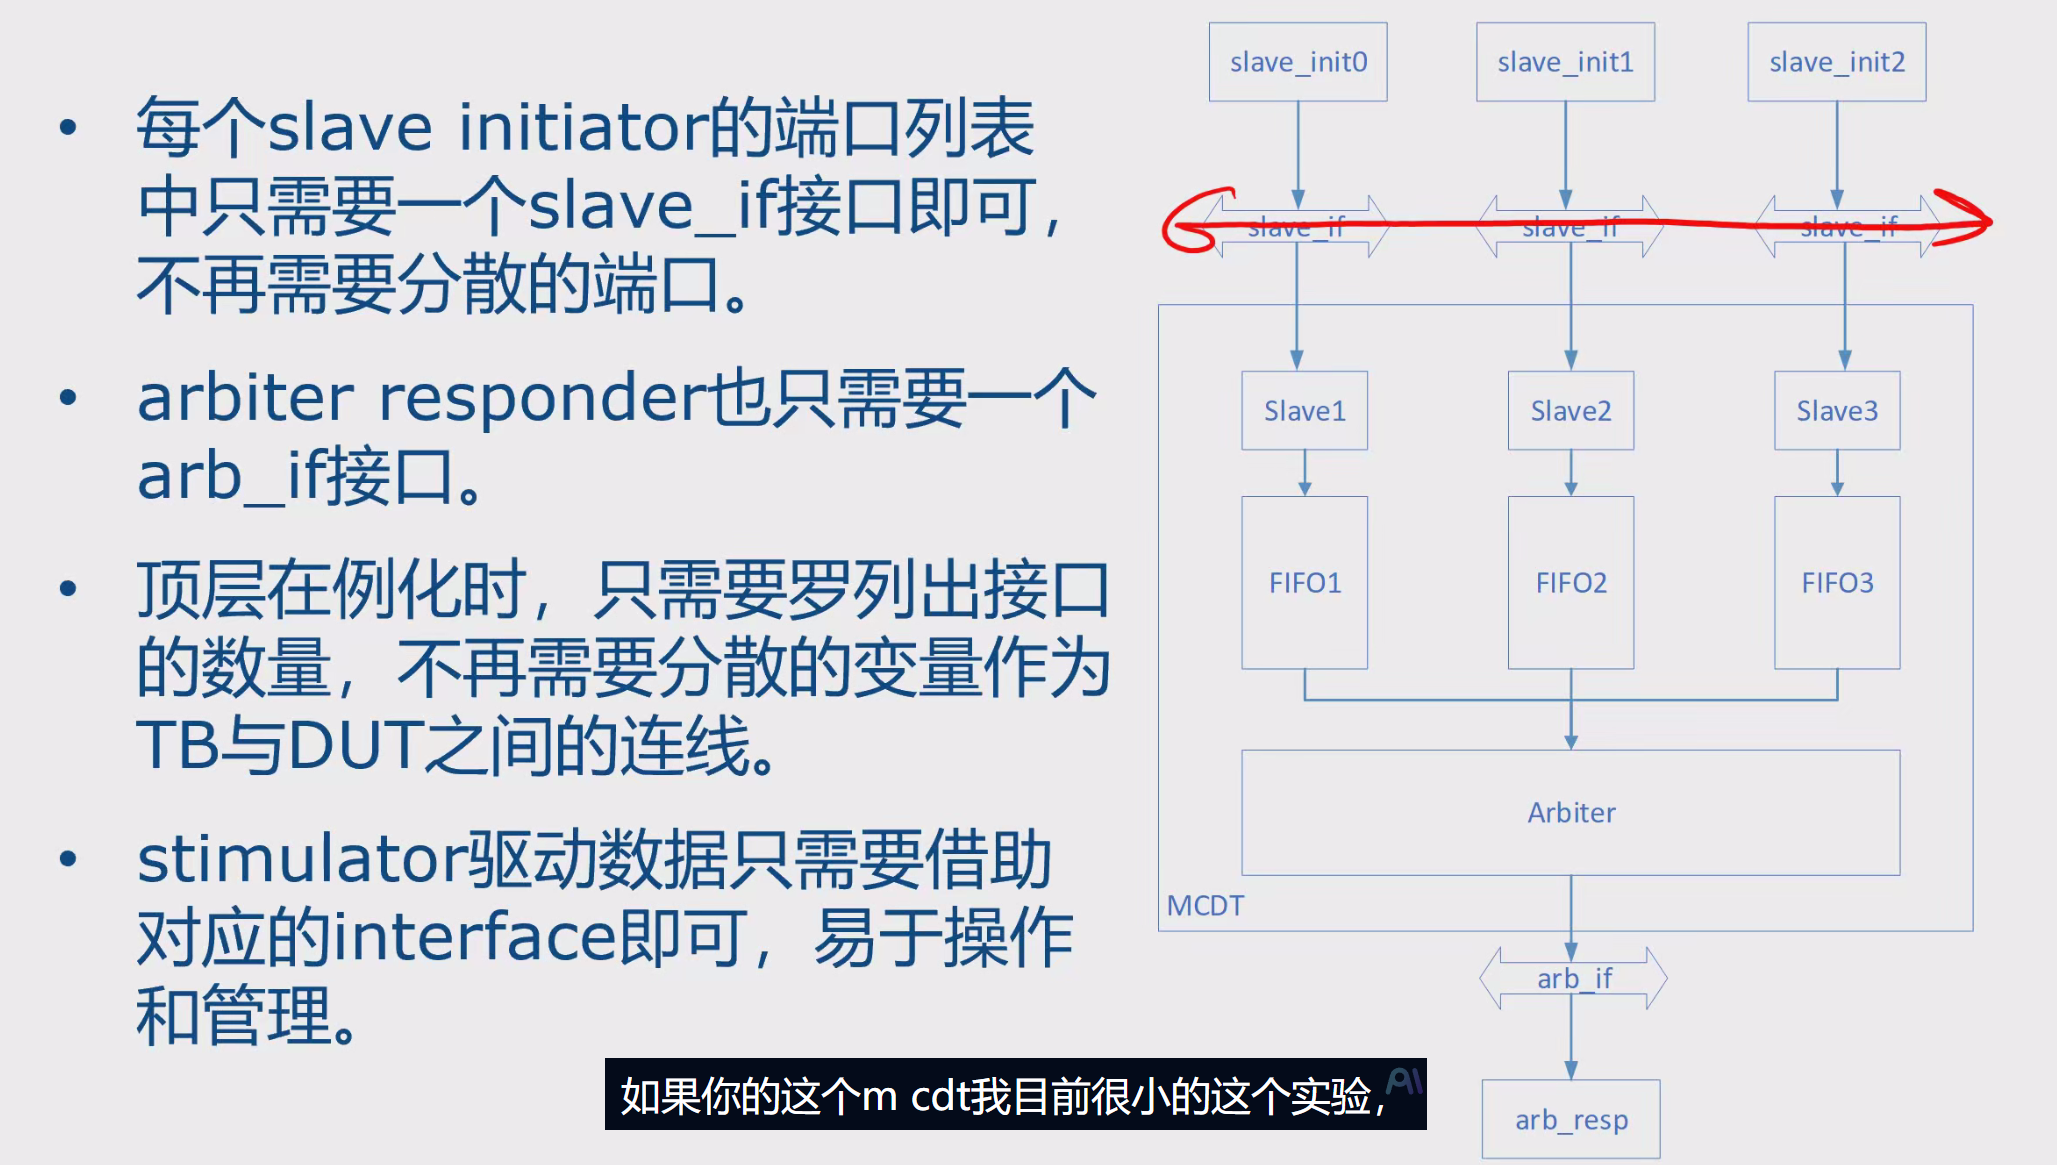 • 每个slave initiator的端口列表
中只需要一个slave_if接口即可，
不再需要分散的端口。
• arbiter responder也只需要一个
arb_if接口。
• 顶层在例化时，只需要罗列出接口
的数量，不再需要分散的变量作为
TB与DUT之间的连线。
• stimulator驱动数据只需要借助
对应的interface即可，易于操作
和管理。
slave_init0 slave_init1 slave_init2
slave_if slave_if slave_if
Slave1 Slave2 Slave3
FIFO1 FIFO2 FIFO3
Arbiter
MCDT
arb_if
arb_resp
如果你的这个m cdt我目前很小的这个实验，
AI